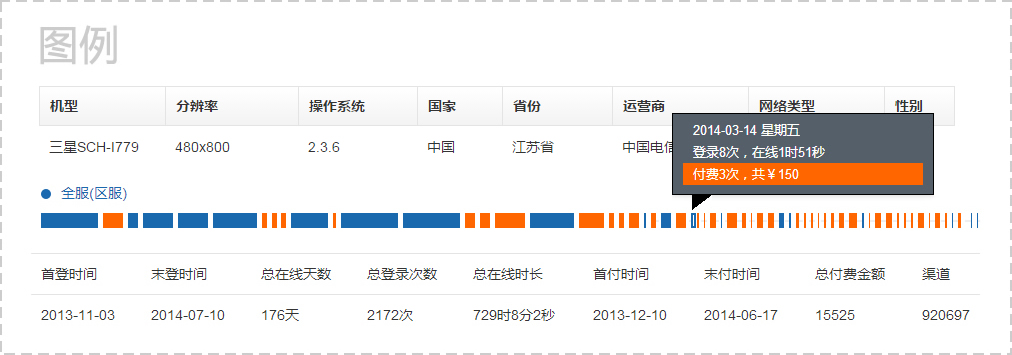 图例
机型 分辨率 操作系统 国家 省份 运营商 网络类型 性别
三星SCH-I779 480x800 2.3.6 中国 江苏省 中国电信
2014-03-14 星期五
登录8次，在线1时51秒
付费3次，共￥150
全服(区服)
首登时间 末登时间 总在线天数 总登录次数 总在线时长 首付时间 末付时间 总付费金额 渠道
2013-11-03 2014-07-10 176天 2172次 729时8分2秒 2013-12-10 2014-06-17 15525 920697